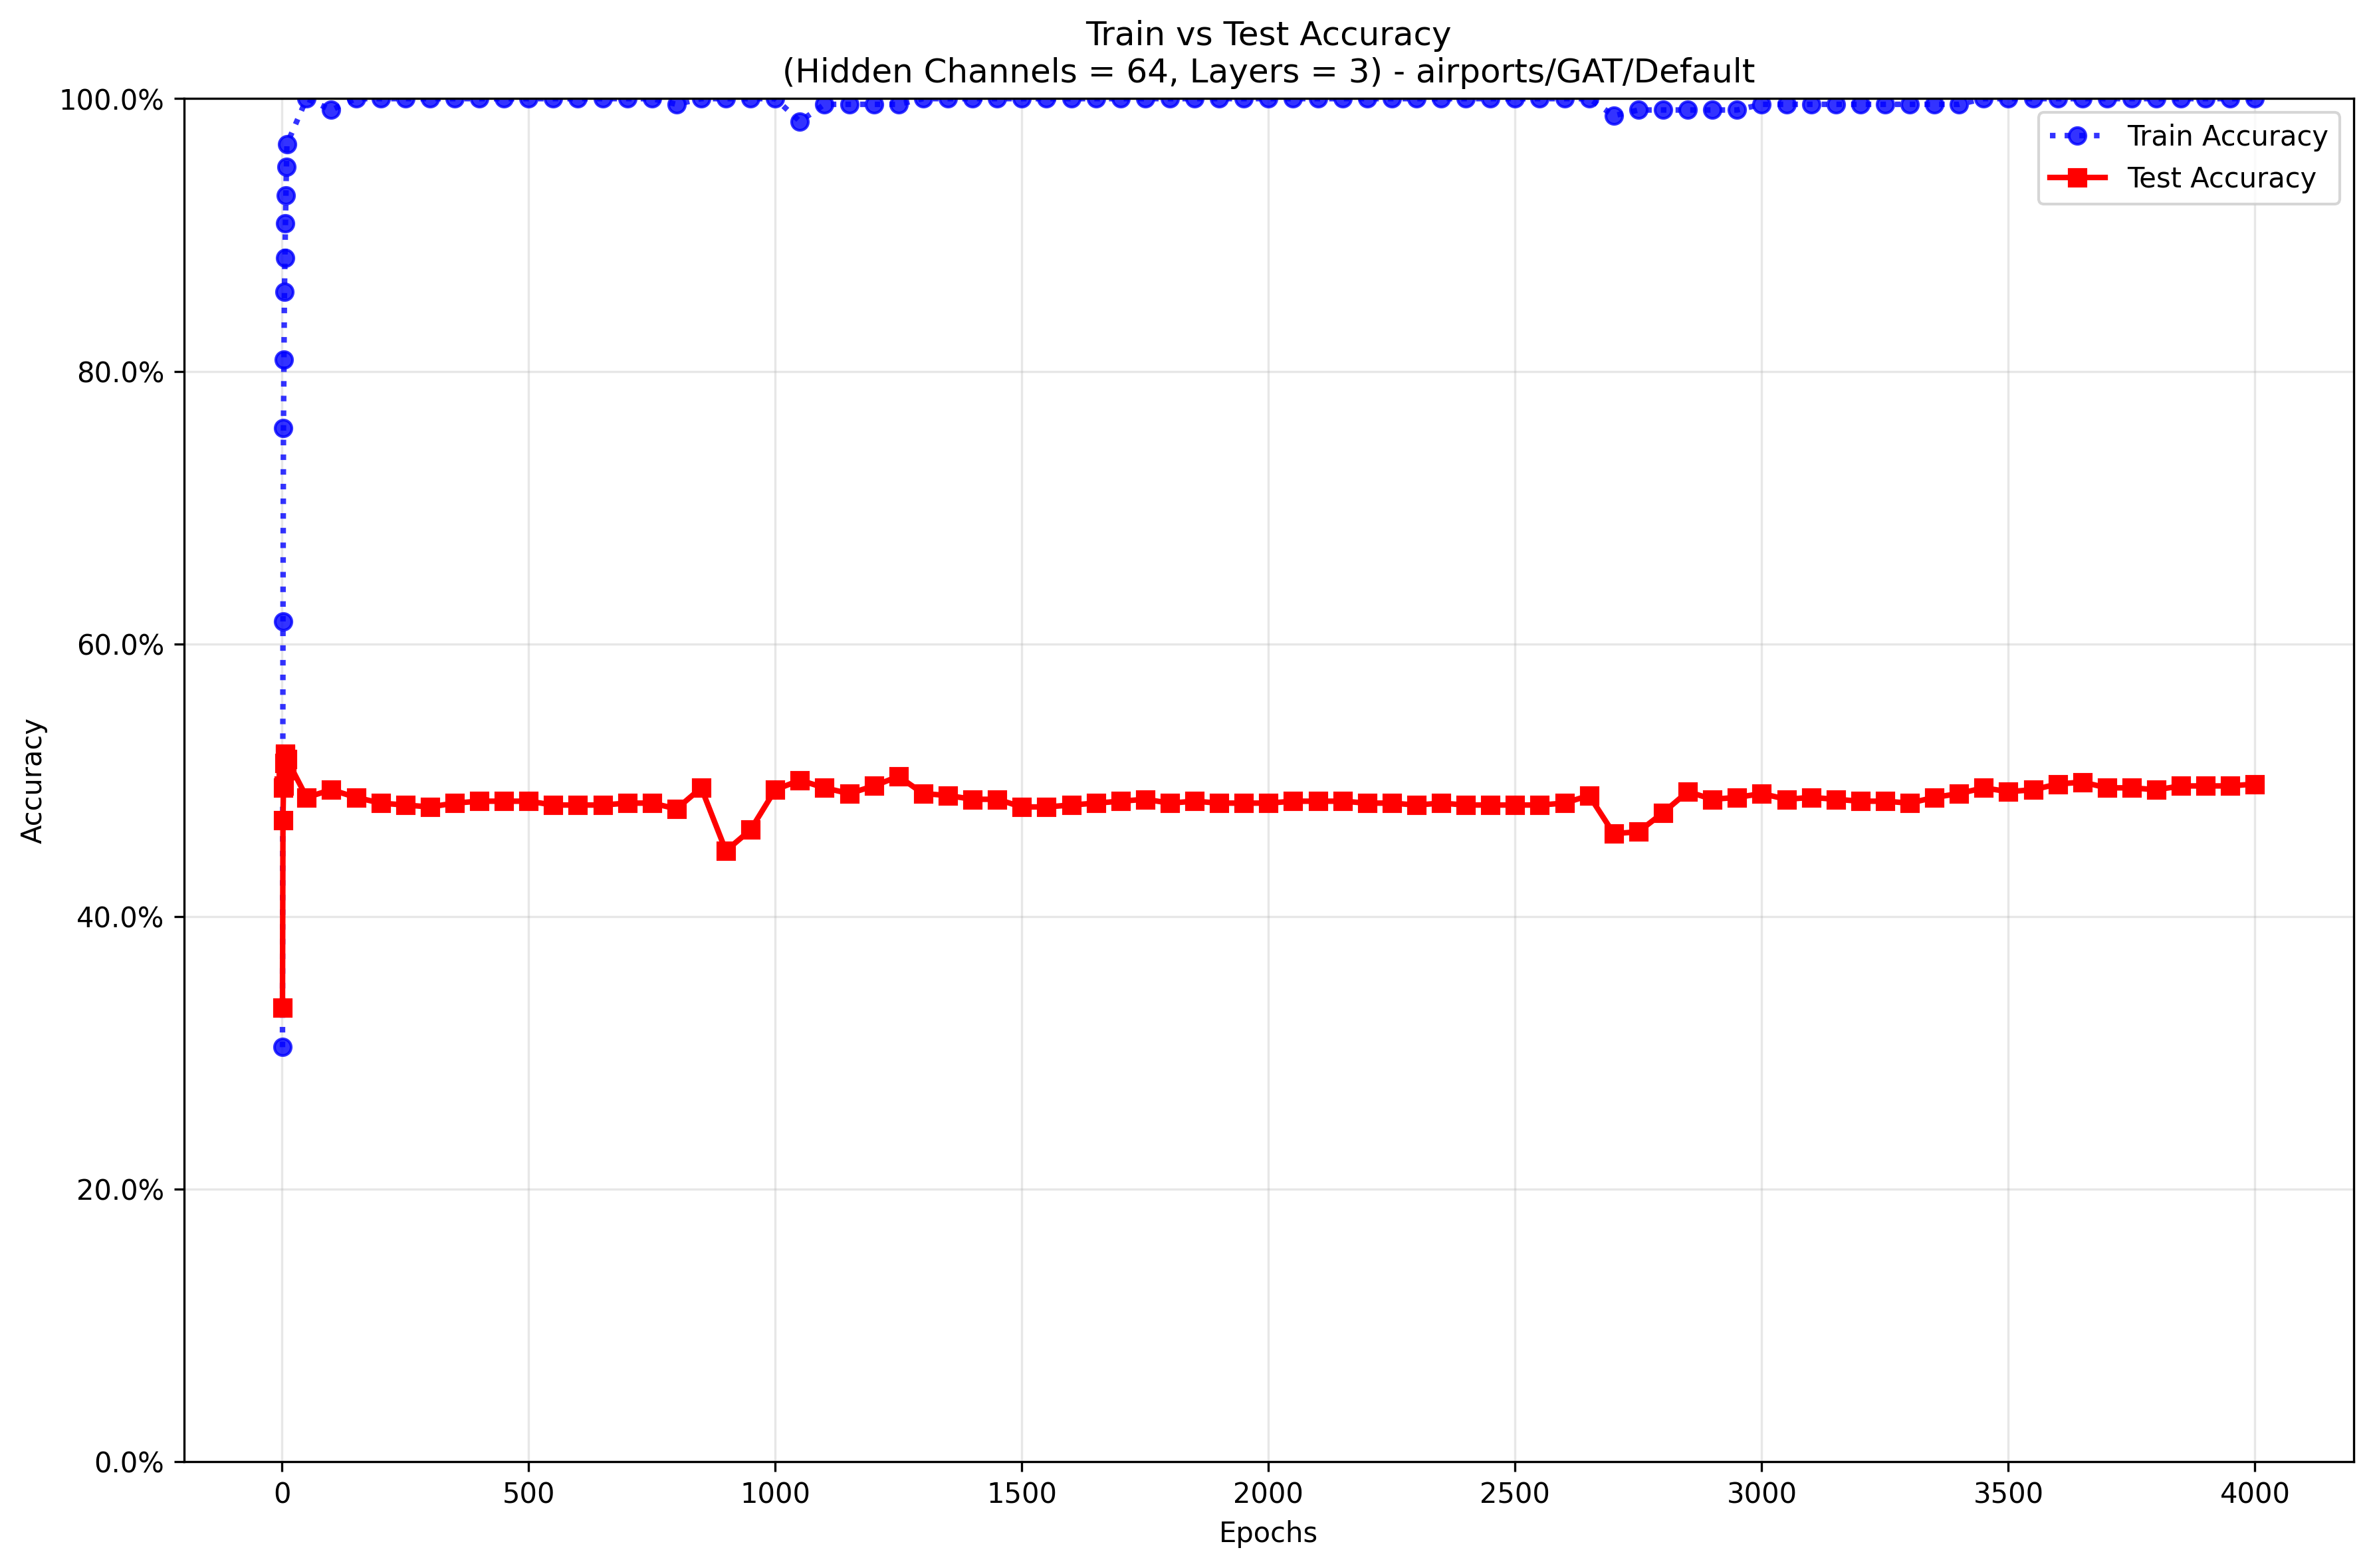 Train vs Test Accuracy
(Hidden Channels = 64, Layers = 3) - airports/GAT/Default
100.0%
80.0%
60.0%
40.0%
20.0%
0.0%
Accuracy
Train Accuracy
Test Accuracy
0 500 1000 1500 2000 2500 3000 3500 4000
Epochs